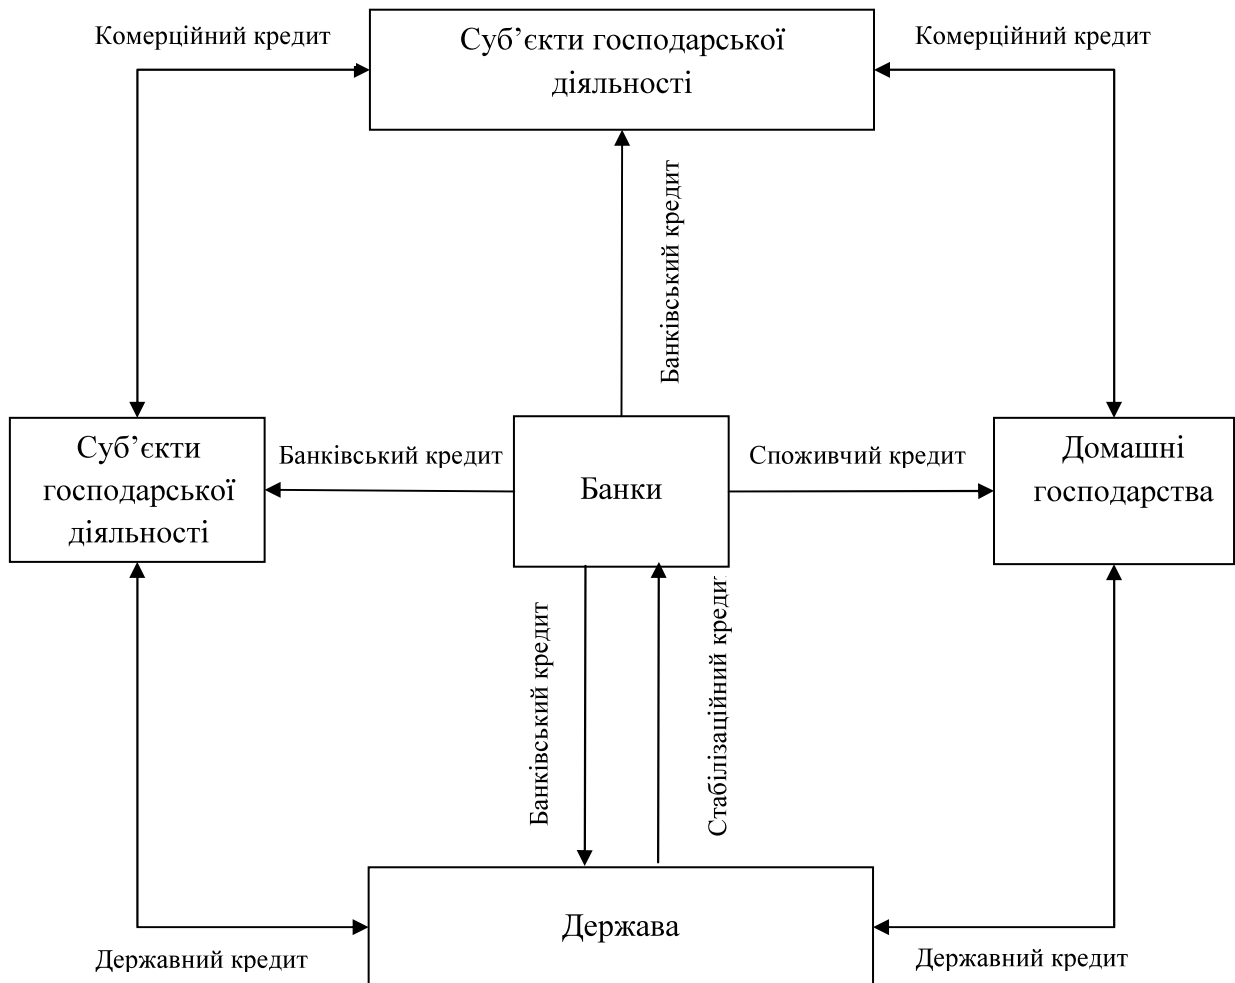 Комерційний кредит
Суб’єкти господарської
діяльності
Комерційний кредит
Банківський кредит
Суб’єкти
господарської
діяльності
Банківський кредит
Банки
Споживчий кредит
Домашні
господарства
Банківський кредит
Стабілізаційний креди
Держава
Державний кредит
Державний кредит